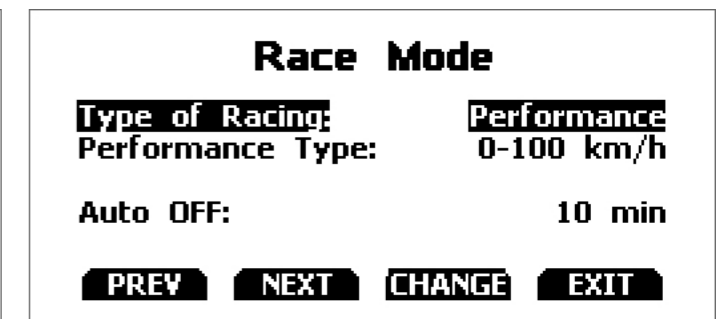 Race Mode
Type of Racing: Performance
Performance Type: 0-100 km/h
Auto OFF: 10 min
PREV NEXT CHANGE EXIT